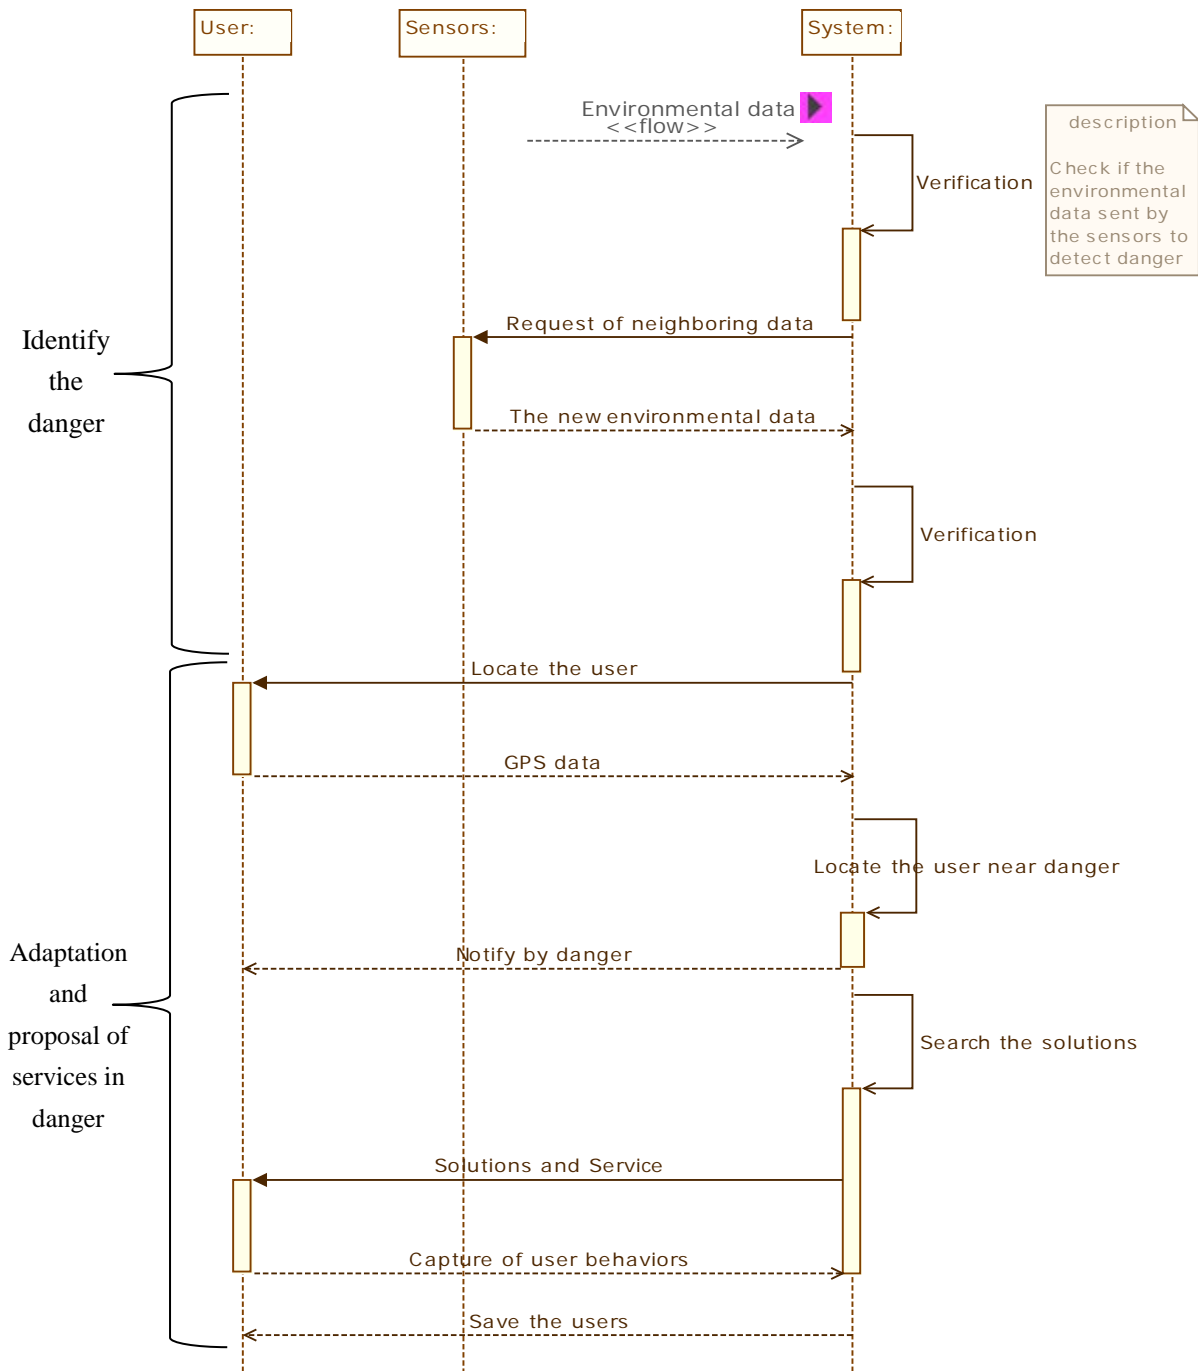 User:
Sensors:
System:
Environmental data
<<flow>>
description
Check if the
environmental
data sent by
the sensors to
detect danger
Verification
Request of neighboring data
Identify
the
danger
The new environmental data
Verification
Locate the user
GPS data
Locate the user near danger
Notify by danger
Adaptation
and
proposal of
services in
danger
Search the solutions
Solutions and Service
Capture of user behaviors
Save the users